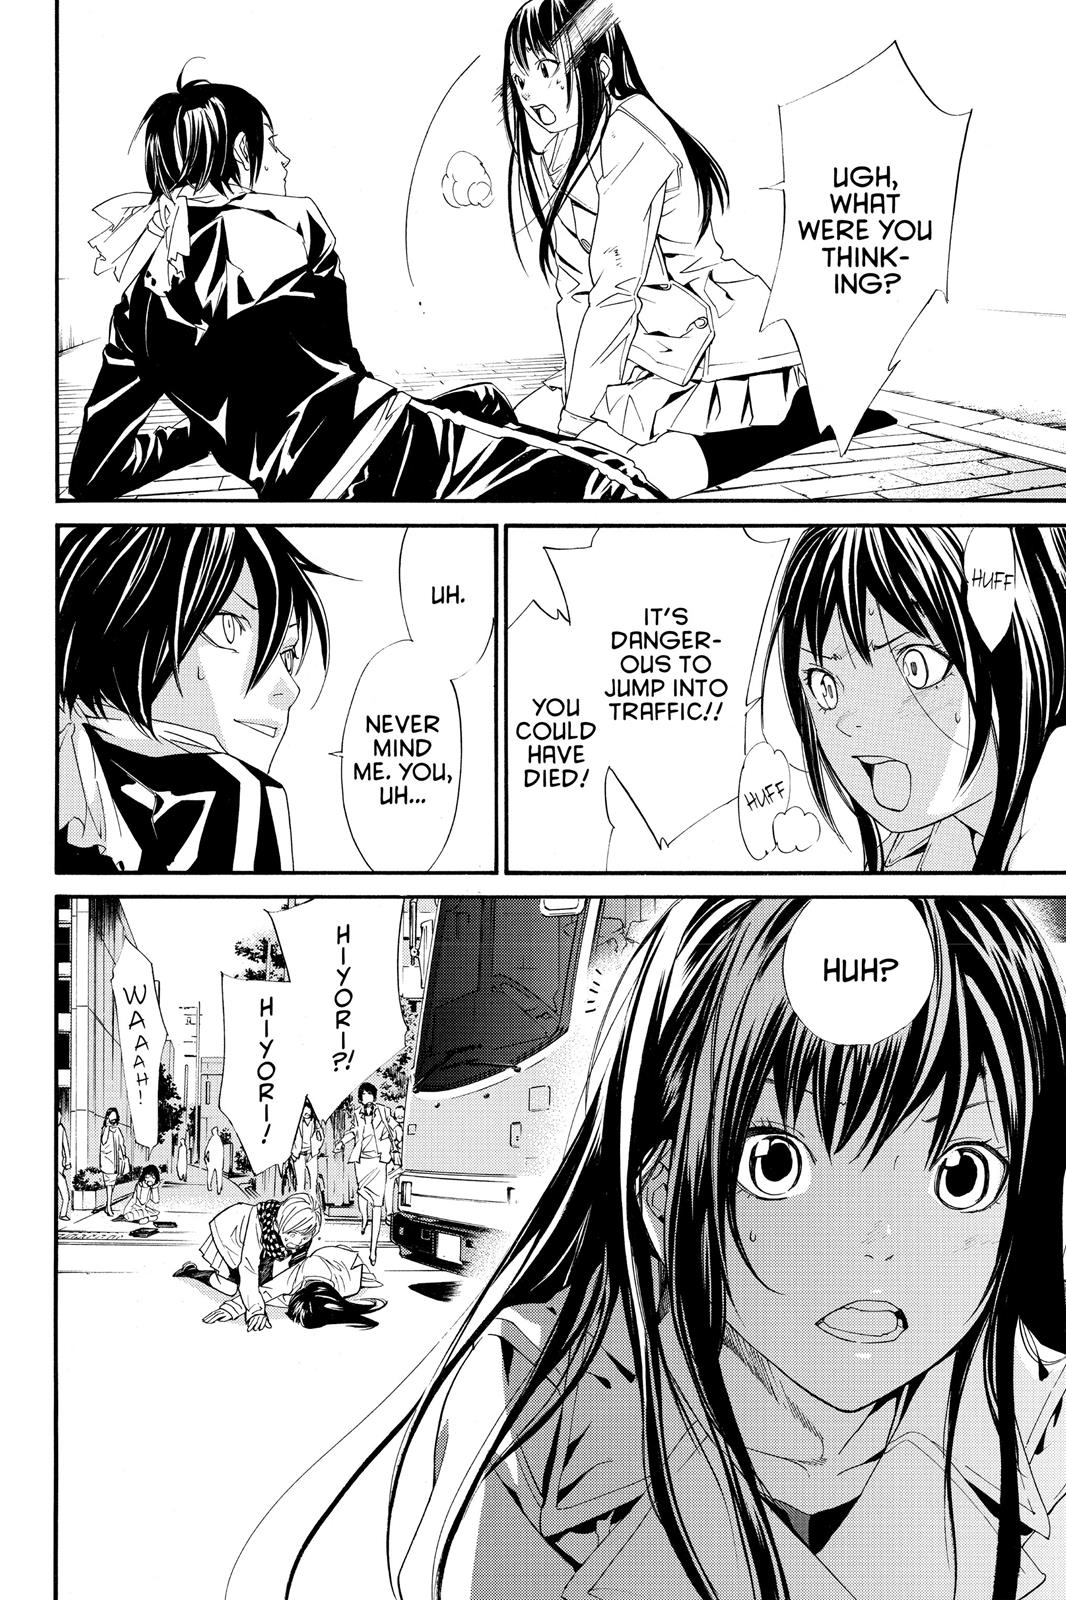 UGH,
WHAT
WERE YOU
THINK-
ING?
HUFF
IT'S
DANGER-
OUS TO
JUMP INTO
TRAFFIC!!
HUFF
YOU
COULD
HAVE
DIED!
UH.
NEVER
MIND
ME. YOU,
UH...
HUH?
HIYORI?!
HIYORI!
WAAAH!